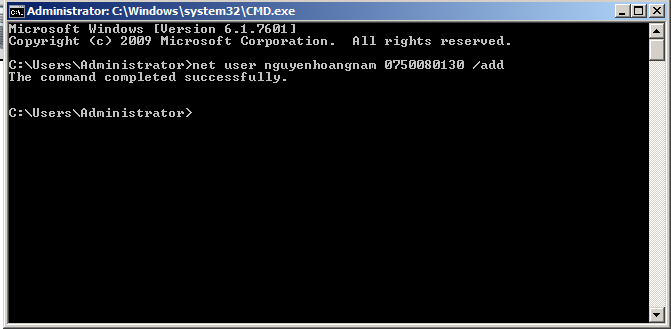 Administrator: C:\Windows\system32\CMD.exe
Microsoft Windows [Version 6.1.7601]
Copyright (c) 2009 Microsoft Corporation.  All rights reserved.
C:\Users\Administrator>net user nguyenhoangnam 0750080130 /add
The command completed successfully.
C:\Users\Administrator>